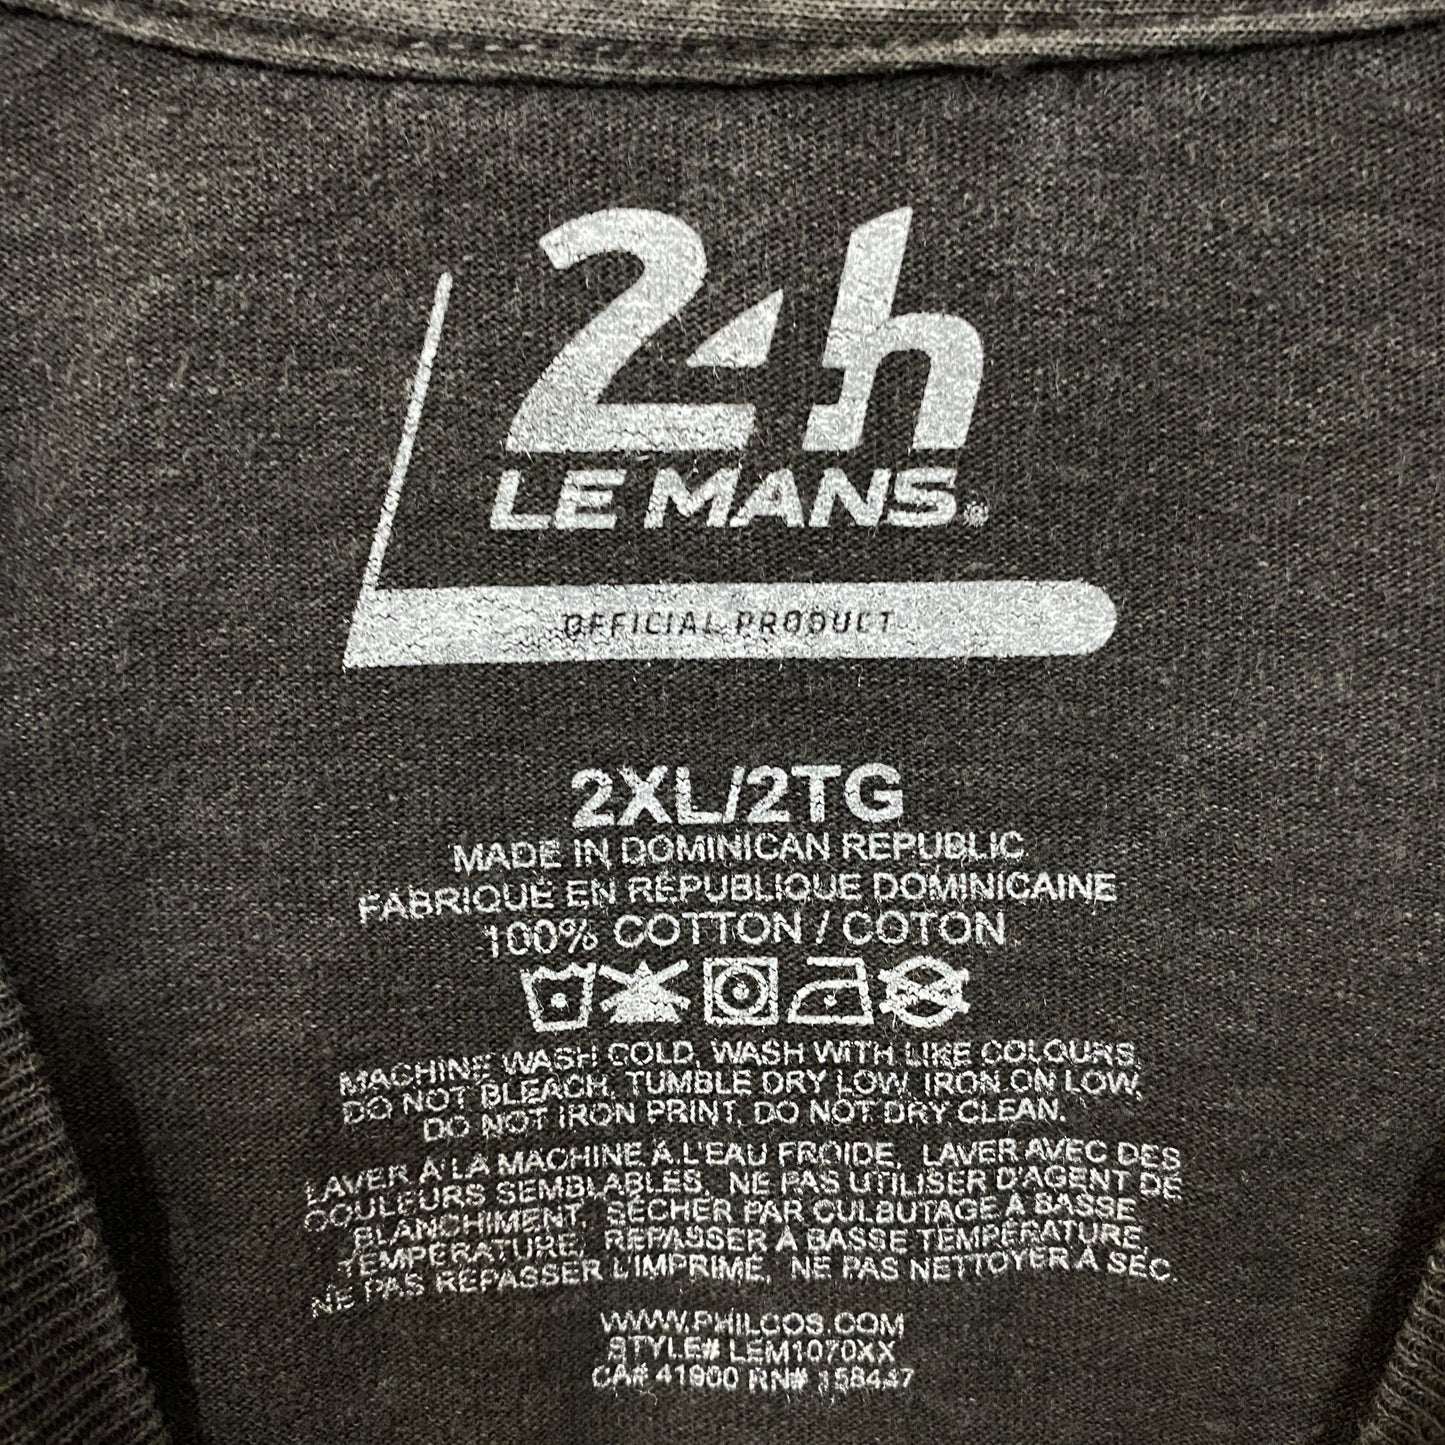 24h
LE MANS®
OFFICIAL PRODUCT
2XL/2TG
MADE IN DOMINICAN REPUBLIC
FABRIQUÉ EN RÉPUBLIQUE DOMINICAINE
100% COTTON / COTON
MACHINE WASH COLD, WASH WITH LIKE COLOURS,
DO NOT BLEACH, TUMBLE DRY LOW, IRON ON LOW,
DO NOT IRON PRINT, DO NOT DRY CLEAN.
LAVER À LA MACHINE À L'EAU FROIDE, LAVER AVEC DES
COULEURS SEMBLABLES, NE PAS UTILISER D'AGENT DE
BLANCHIMENT, SÉCHER PAR CULBUTAGE À BASSE
TEMPÉRATURE, REPASSER À BASSE TEMPÉRATURE,
NE PAS REPASSER L'IMPRIMÉ, NE PAS NETTOYER À SEC.
WWW.PHILCOS.COM
STYLE# LEM1070XX
CA# 41900 RN# 158447